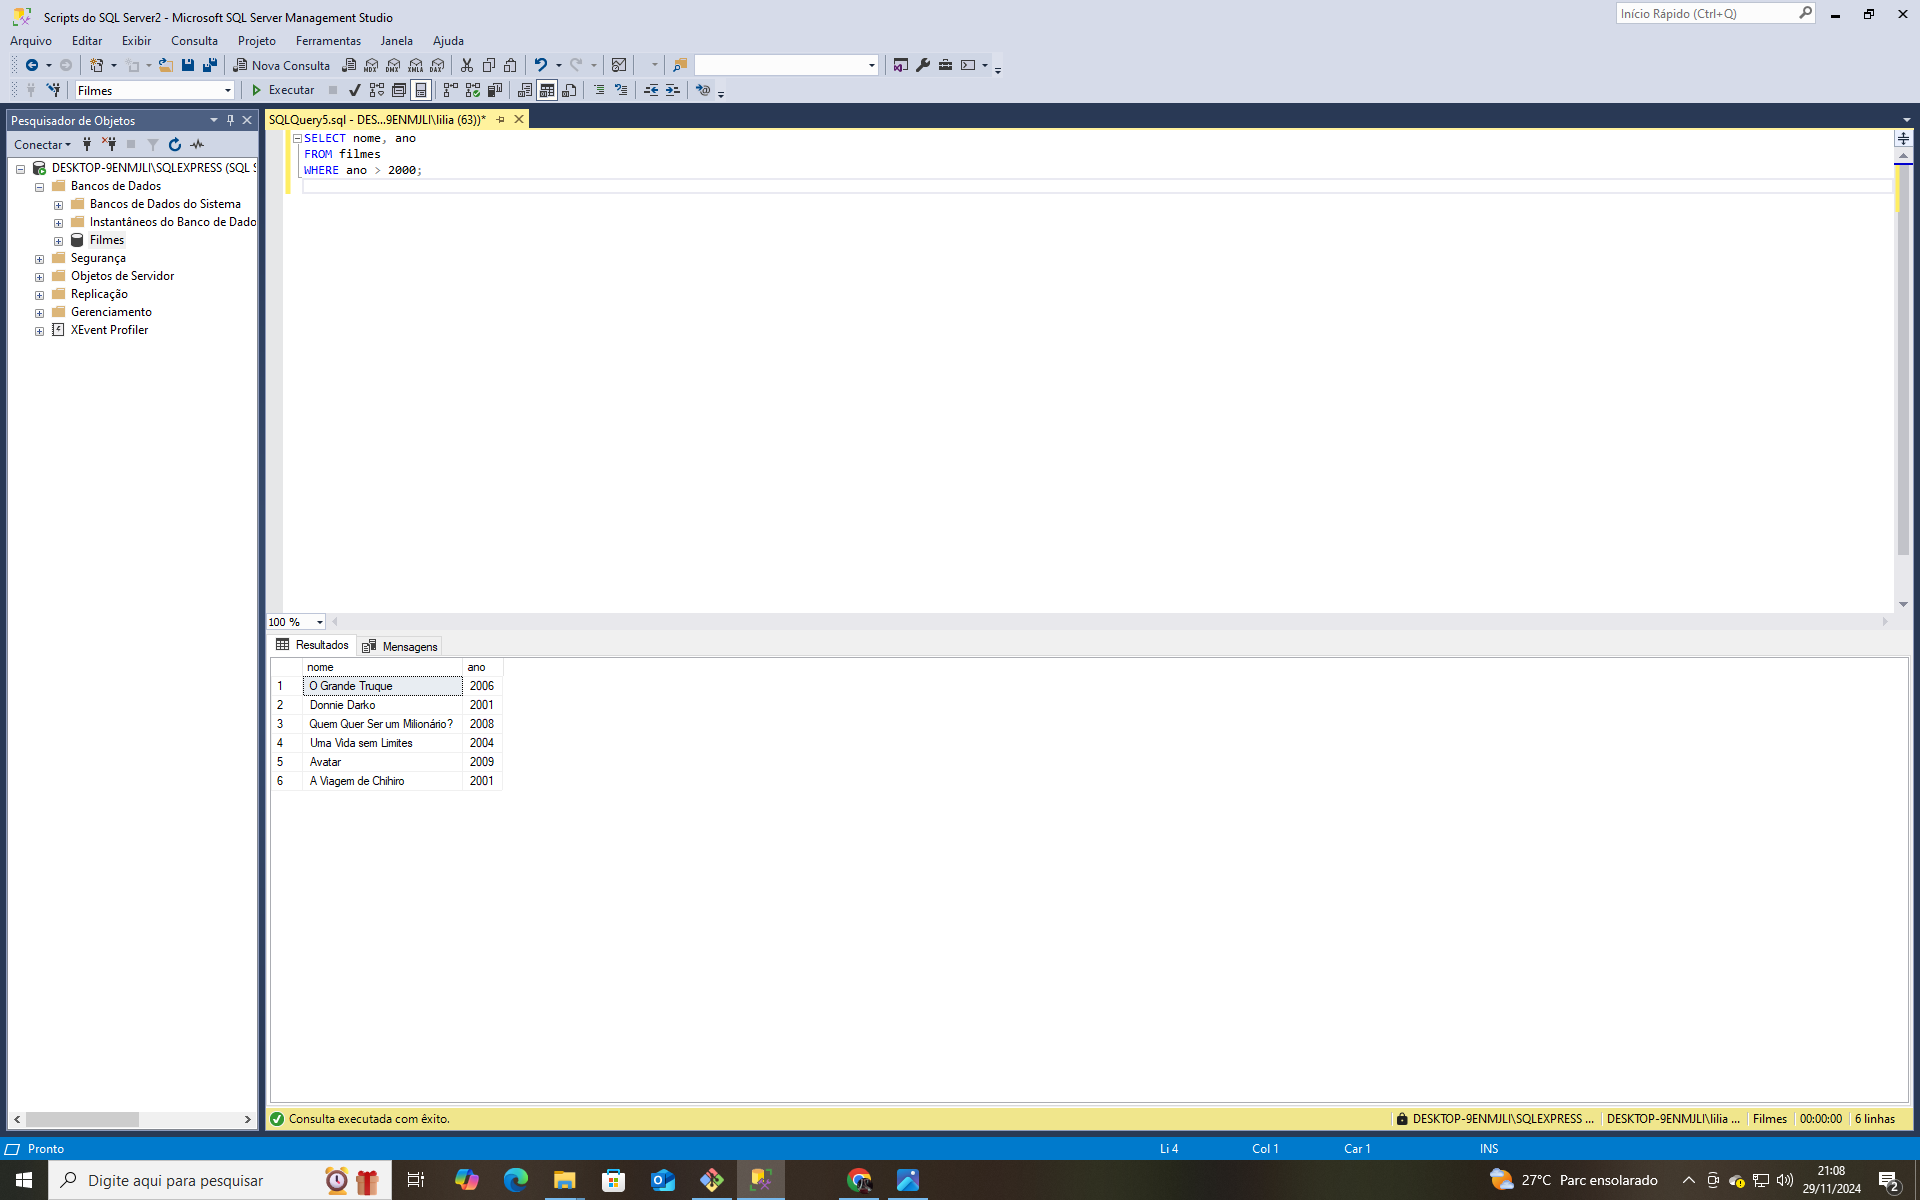 Scripts do SQL Server2 - Microsoft SQL Server Management Studio
Início Rápido (Ctrl+Q)
Arquivo Editar Exibir Consulta Projeto Ferramentas Janela Ajuda
Nova Consulta MDX DMX XMLA DAX
Filmes Executar
Pesquisador de Objetos
SQLQuery5.sql - DES...9ENMJLI\lilia (63))*
Conectar
DESKTOP-9ENMJLI\SQLEXPRESS (SQL S
Bancos de Dados
Bancos de Dados do Sistema
Instantâneos do Banco de Dado
Filmes
Segurança
Objetos de Servidor
Replicação
Gerenciamento
XEvent Profiler
SELECT nome, ano
FROM filmes
WHERE ano > 2000;
100 %
Resultados Mensagens
nome ano
1 O Grande Truque 2006
2 Donnie Darko 2001
3 Quem Quer Ser um Milionário? 2008
4 Uma Vida sem Limites 2004
5 Avatar 2009
6 A Viagem de Chihiro 2001
Consulta executada com êxito.
DESKTOP-9ENMJLI\SQLEXPRESS ... DESKTOP-9ENMJLI\lilia ... Filmes 00:00:00 6 linhas
Pronto Li 4 Col 1 Car 1 INS
Digite aqui para pesquisar
27°C Parc ensolarado
21:08
29/11/2024
2